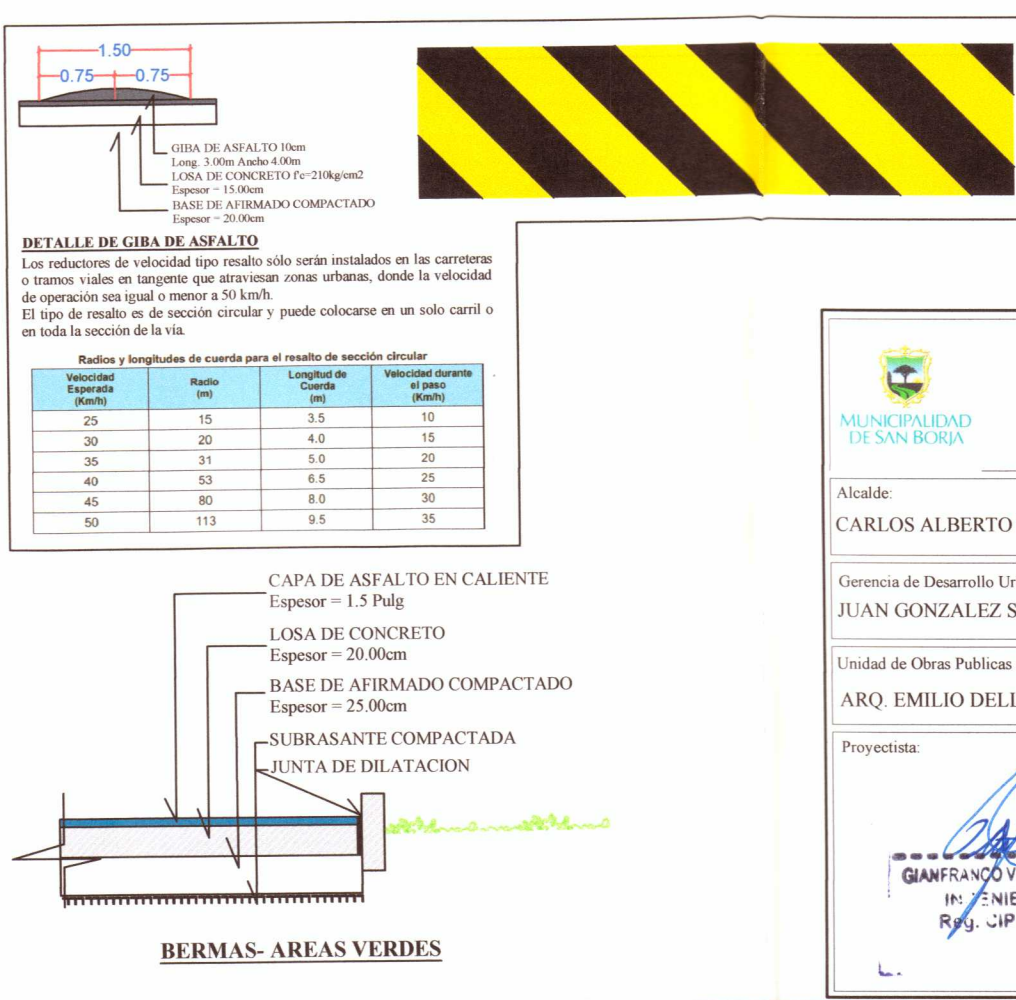 1.50
0.75 0.75
GIBA DE ASFALTO 10cm
Long. 3.00m Ancho 4.00m
LOSA DE CONCRETO f'c=210kg/cm2
Espesor = 15.00cm
BASE DE AFIRMADO COMPACTADO
Espesor = 20.00cm
DETALLE DE GIBA DE ASFALTO
Los reductores de velocidad tipo resalto sólo serán instalados en las carreteras
o tramos viales en tangente que atraviesan zonas urbanas, donde la velocidad
de operación sea igual o menor a 50 km/h.
El tipo de resalto es de sección circular y puede colocarse en un solo carril o
en toda la sección de la vía.
Radios y longitudes de cuerda para el resalto de sección circular
Velocidad Esperada (Km/h) Radio (m) Longitud de Cuerda (m) Velocidad durante el paso (Km/h)
25 15 3.5 10
30 20 4.0 15
35 31 5.0 20
40 53 6.5 25
45 80 8.0 30
50 113 9.5 35
CAPA DE ASFALTO EN CALIENTE
Espesor = 1.5 Pulg
LOSA DE CONCRETO
Espesor = 20.00cm
BASE DE AFIRMADO COMPACTADO
Espesor = 25.00cm
SUBRASANTE COMPACTADA
JUNTA DE DILATACION
BERMAS- AREAS VERDES
MUNICIPALIDAD
DE SAN BORJA
Alcalde:
CARLOS ALBERTO
Gerencia de Desarrollo Ur
JUAN GONZALEZ S
Unidad de Obras Publicas
ARQ. EMILIO DELL
Proyectista:
GIANFRANCO V
Reg. CIP